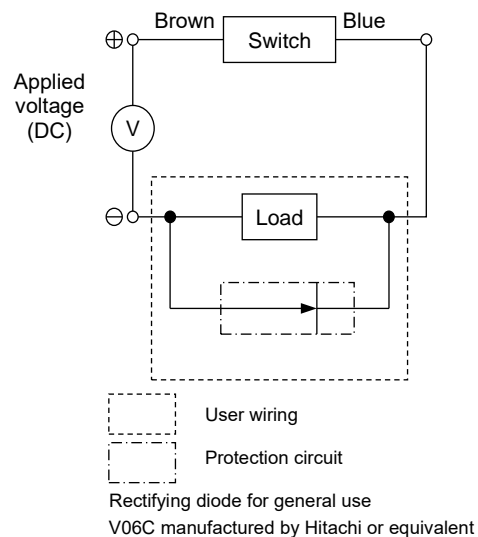 Brown
Switch
Blue
⊕
Applied
voltage
(DC)
V
⊖
Load
User wiring
Protection circuit
Rectifying diode for general use
V06C manufactured by Hitachi or equivalent